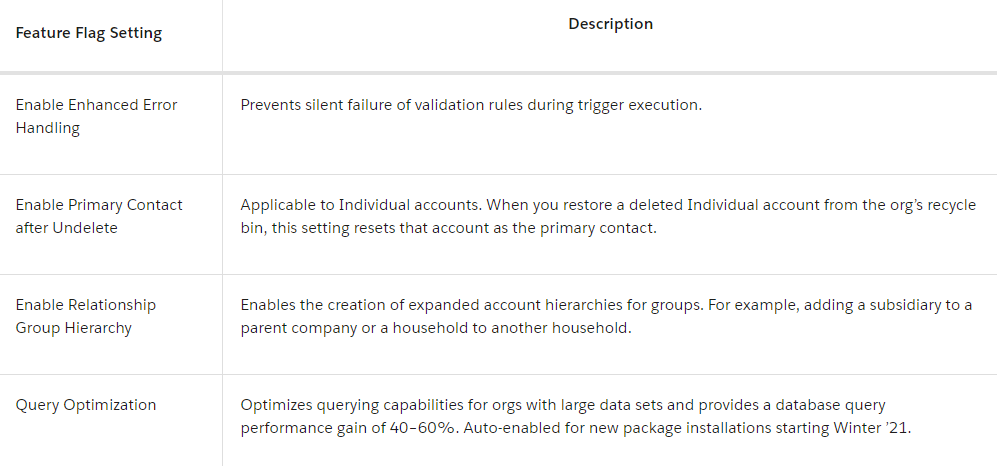 Feature Flag Setting
Description
Enable Enhanced Error
Handling
Prevents silent failure of validation rules during trigger execution.
Enable Primary Contact
after Undelete
Applicable to Individual accounts. When you restore a deleted Individual account from the org’s recycle
bin, this setting resets that account as the primary contact.
Enable Relationship
Group Hierarchy
Enables the creation of expanded account hierarchies for groups. For example, adding a subsidiary to a
parent company or a household to another household.
Query Optimization
Optimizes querying capabilities for orgs with large data sets and provides a database query
performance gain of 40–60%. Auto-enabled for new package installations starting Winter ’21.